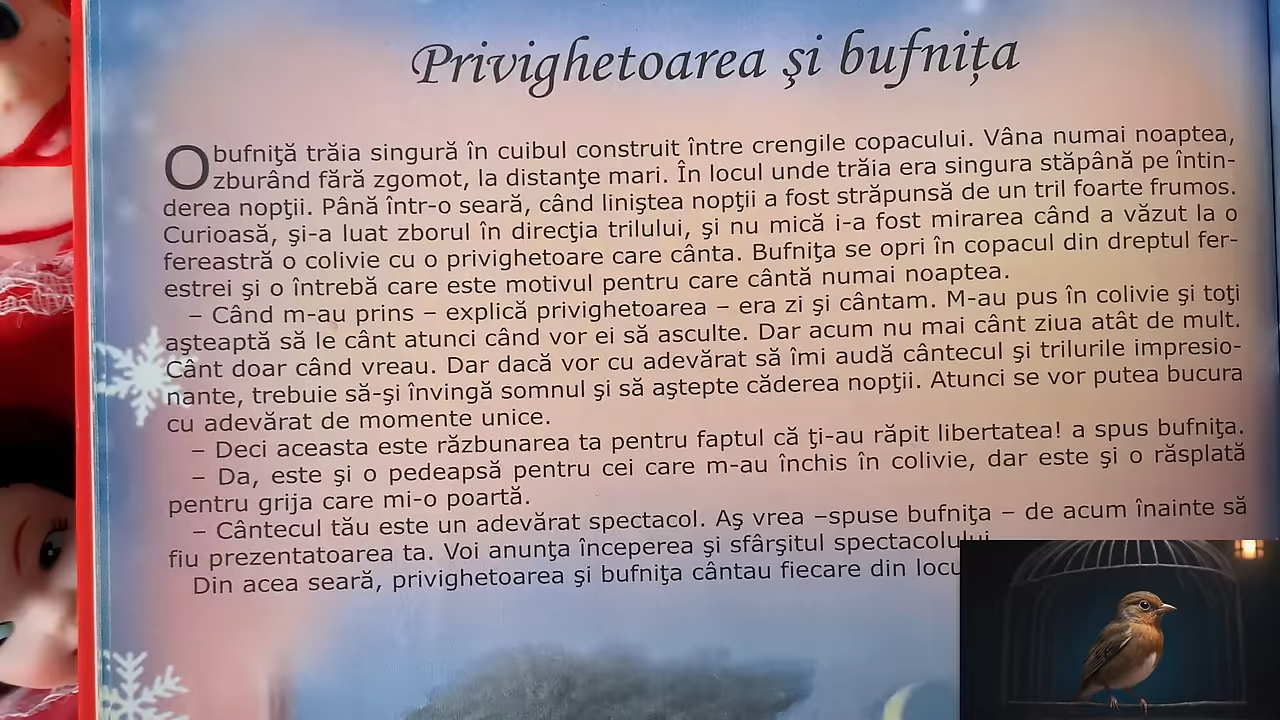 Privighetoarea şi bufniţa
O bufniţă trăia singură în cuibul construit între crengile copacului. Vâna numai noaptea,
zburând fără zgomot, la distanţe mari. În locul unde trăia era singura stăpână pe întin-
derea nopţii. Până într-o seară, când liniştea nopţii a fost străpunsă de un tril foarte frumos.
Curioasă, şi-a luat zborul în direcţia trilului, şi nu mică i-a fost mirarea când a văzut la o
fereastră o colivie cu o privighetoare care cânta. Bufniţa se opri în copacul din dreptul fer-
estrei şi o întrebă care este motivul pentru care cântă numai noaptea.
– Când m-au prins – explică privighetoarea – era zi şi cântam. M-au pus în colivie şi toţi
aşteaptă să le cânt atunci când vor ei să asculte. Dar acum nu mai cânt ziua atât de mult.
Cânt doar când vreau. Dar dacă vor cu adevărat să îmi audă cântecul şi trilurile impresio-
nante, trebuie să-şi învingă somnul şi să aştepte căderea nopţii. Atunci se vor putea bucura
cu adevărat de momente unice.
– Deci aceasta este răzbunarea ta pentru faptul că ţi-au răpit libertatea! a spus bufniţa.
– Da, este şi o pedeapsă pentru cei care m-au închis în colivie, dar este şi o răsplată
pentru grija care mi-o poartă.
– Cântecul tău este un adevărat spectacol. Aş vrea –spuse bufniţa – de acum înainte să
fiu prezentatoarea ta. Voi anunţa începerea şi sfârşitul spectacolului.
Din acea seară, privighetoarea şi bufniţa cântau fiecare din locu